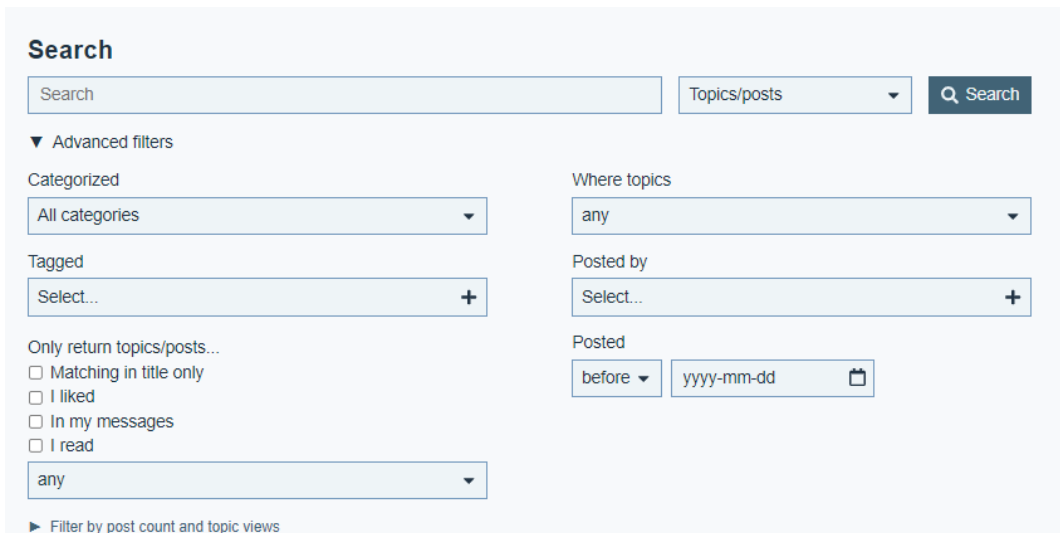 Search
Search
Topics/posts
Search
Advanced filters
Categorized
All categories
Where topics
any
Tagged
Select...
Posted by
Select...
Only return topics/posts...
Matching in title only
I liked
In my messages
I read
any
Posted
before
yyyy-mm-dd
Filter by post count and topic views